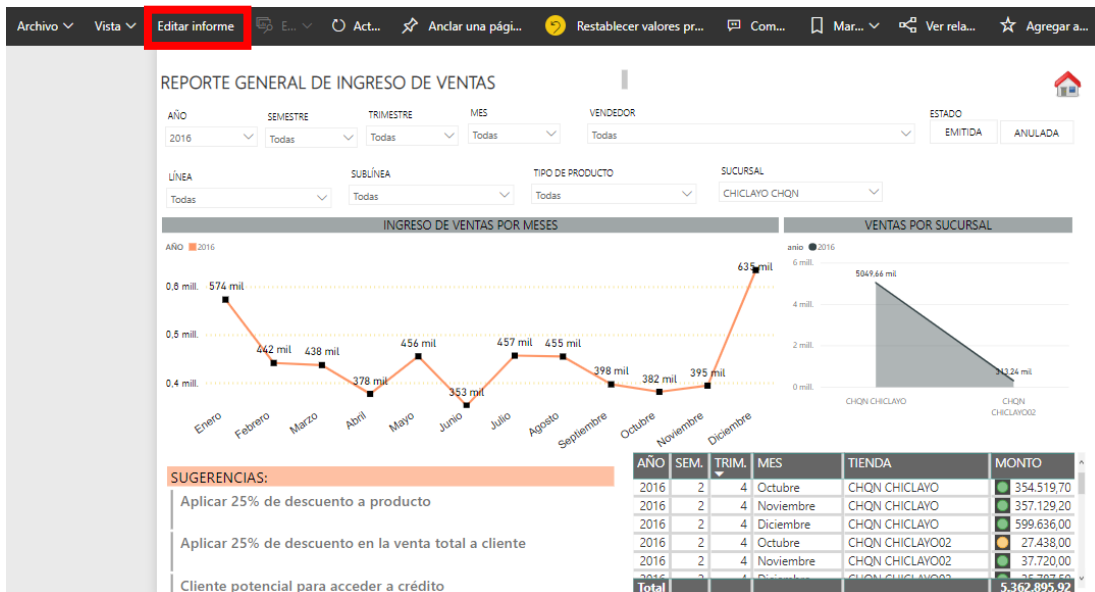 Archivo Vista Editar informe E... Act... Anclar una pági... Restablecer valores pr... Com... Mar... Ver rela... Agregar a...
REPORTE GENERAL DE INGRESO DE VENTAS
AÑO SEMESTRE TRIMESTRE MES VENDEDOR ESTADO
2016 Todas Todas Todas Todas EMITIDA ANULADA
LÍNEA SUBLÍNEA TIPO DE PRODUCTO SUCURSAL
Todas Todas Todas CHICLAYO CHQN
INGRESO DE VENTAS POR MESES
AÑO 2016
0,6 mill.
0,5 mill.
0,4 mill.
574 mil 442 mil 438 mil 378 mil 456 mil 353 mil 457 mil 455 mil 398 mil 382 mil 395 mil 635 mil
Enero Febrero Marzo Abril Mayo Junio Julio Agosto Septiembre Octubre Noviembre Diciembre
VENTAS POR SUCURSAL
anio 2016
6 mill.
4 mill.
2 mill.
0 mill.
5049,66 mil
313,24 mil
CHQN CHICLAYO CHQN
CHICLAYO02
SUGERENCIAS:
Aplicar 25% de descuento a producto
Aplicar 25% de descuento en la venta total a cliente
Cliente potencial para acceder a crédito
AÑO SEM. TRIM. MES TIENDA MONTO
2016 2 4 Octubre CHQN CHICLAYO 354.519,70
2016 2 4 Noviembre CHQN CHICLAYO 357.129,20
2016 2 4 Diciembre CHQN CHICLAYO 599.636,00
2016 2 4 Octubre CHQN CHICLAYO02 27.438,00
2016 2 4 Noviembre CHQN CHICLAYO02 37.720,00
2016 2 4 Diciembre CHQN CHICLAYO02
Total 5.362.895,92